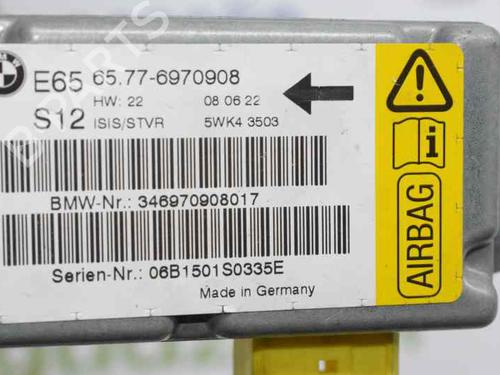 E65 65.77-6970908
HW: 22 08 06 22
S12 ISIS/STVR 5WK4 3503
BMW-Nr.: 346970908017
Serien-Nr.: 06B1501S0335E
Made in Germany
AIRBAG